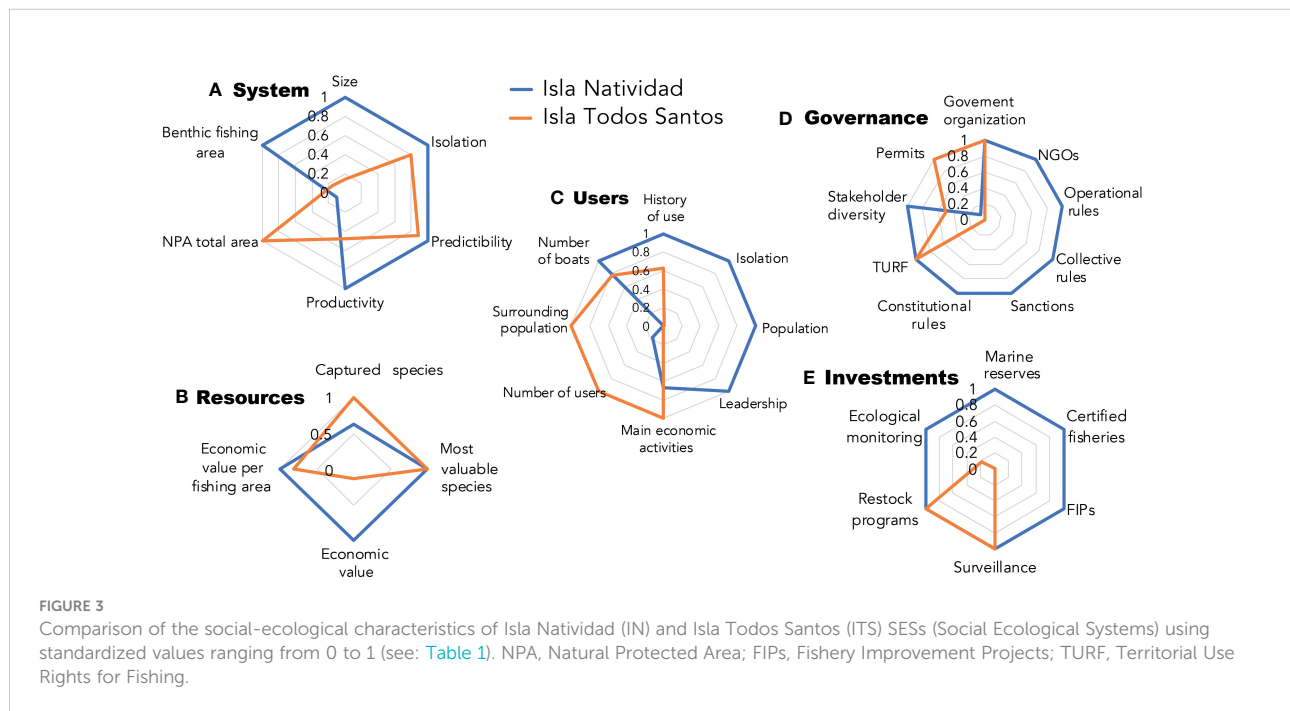 Isla Natividad
Isla Todos Santos
A System
Size
Isolation
Predictibility
Productivity
NPA total area
Benthic fishing
area
1
0.8
0.6
0.4
0.2
0
B Resources
Captured species
Most
valuable
species
Economic
value
Economic
value per
fishing area
1
0.5
0
C Users
History
of use
Isolation
Population
Leadership
Main economic
activities
Number of users
Surrounding
population
Number
of boats
1
0.8
0.6
0.4
0.2
0
D Governance
Govement
organization
NGOs
Operational
rules
Collective
rules
Sanctions
Constitutional
rules
TURF
Stakeholder
diversity
Permits
1
0.8
0.6
0.4
0.2
0
E Investments
Marine
reserves
Certified
fisheries
FIPs
Surveillance
Restock
programs
Ecological
monitoring
1
0.8
0.6
0.4
0.2
0
FIGURE 3
Comparison of the social-ecological characteristics of Isla Natividad (IN) and Isla Todos Santos (ITS) SESs (Social Ecological Systems) using
standardized values ranging from 0 to 1 (see: Table 1). NPA, Natural Protected Area; FIPs, Fishery Improvement Projects; TURF, Territorial Use
Rights for Fishing.